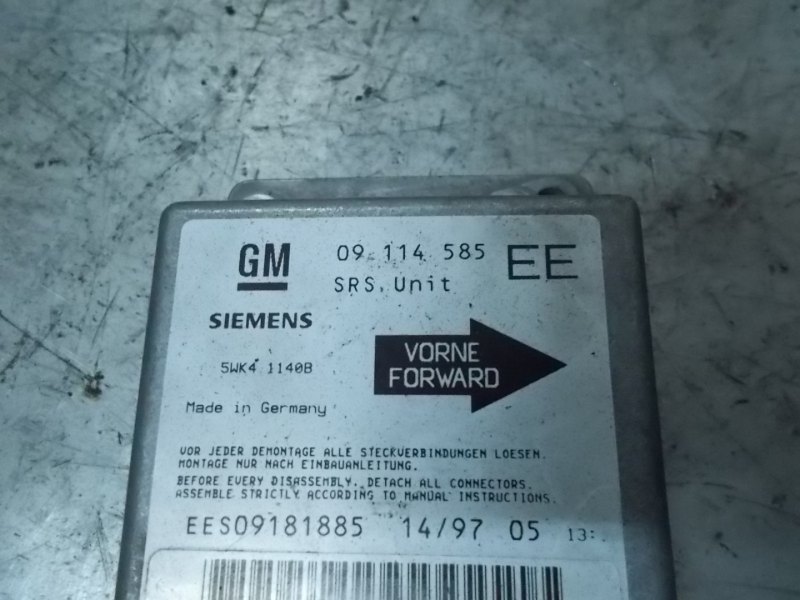 GM 09 114 585 EE
SRS. Unit
SIEMENS
5WK4 1140B
VORNE
FORWARD
Made in Germany
VOR JEDER DEMONTAGE ALLE STECKVERBINDUNGEN LOESEN.
MONTAGE NUR NACH EINBAUANLEITUNG.
BEFORE EVERY DISASSEMBLY, DETACH ALL CONNECTORS.
ASSEMBLE STRICTLY ACCORDING TO MANUAL INSTRUCTIONS.
EES09181885 14/97 05 13: